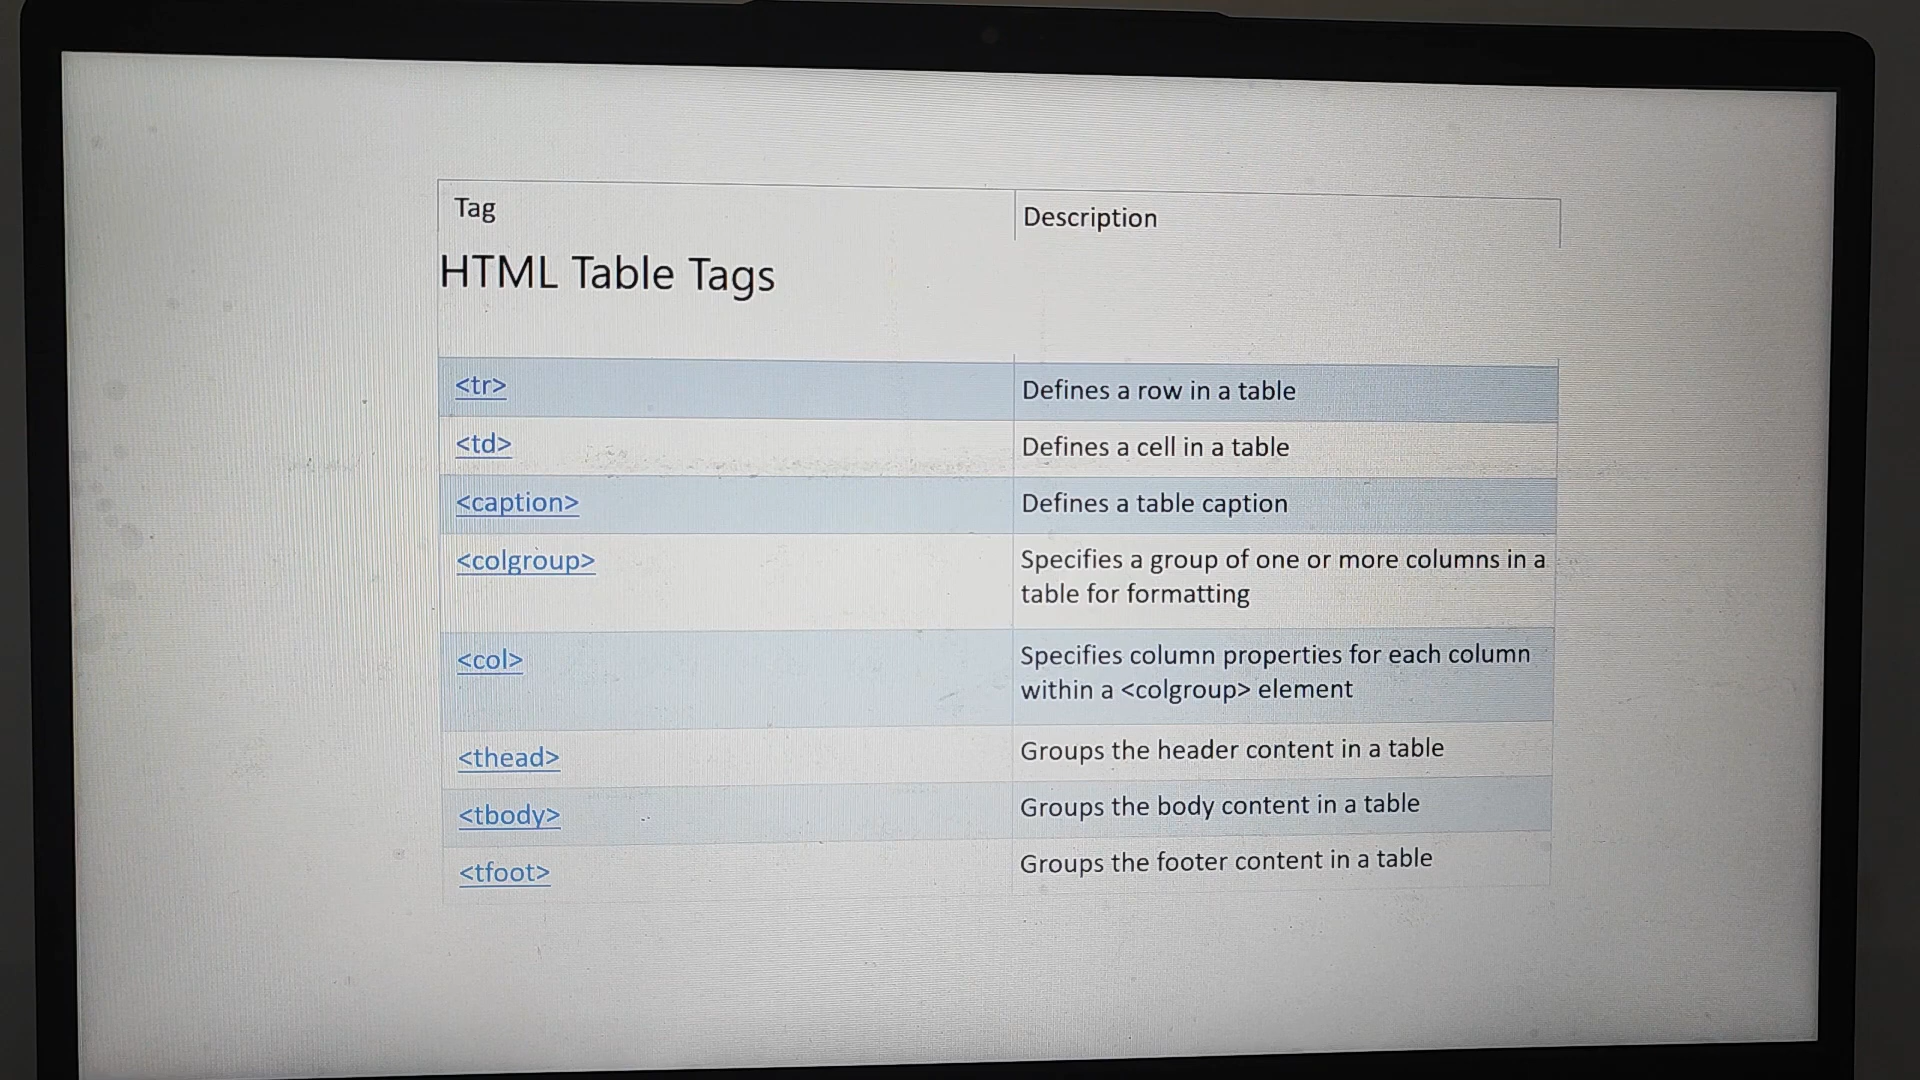 Tag Description
HTML Table Tags
<tr> Defines a row in a table
<td> Defines a cell in a table
<caption> Defines a table caption
<colgroup> Specifies a group of one or more columns in a
table for formatting
<col> Specifies column properties for each column
within a <colgroup> element
<thead> Groups the header content in a table
<tbody> Groups the body content in a table
<tfoot> Groups the footer content in a table